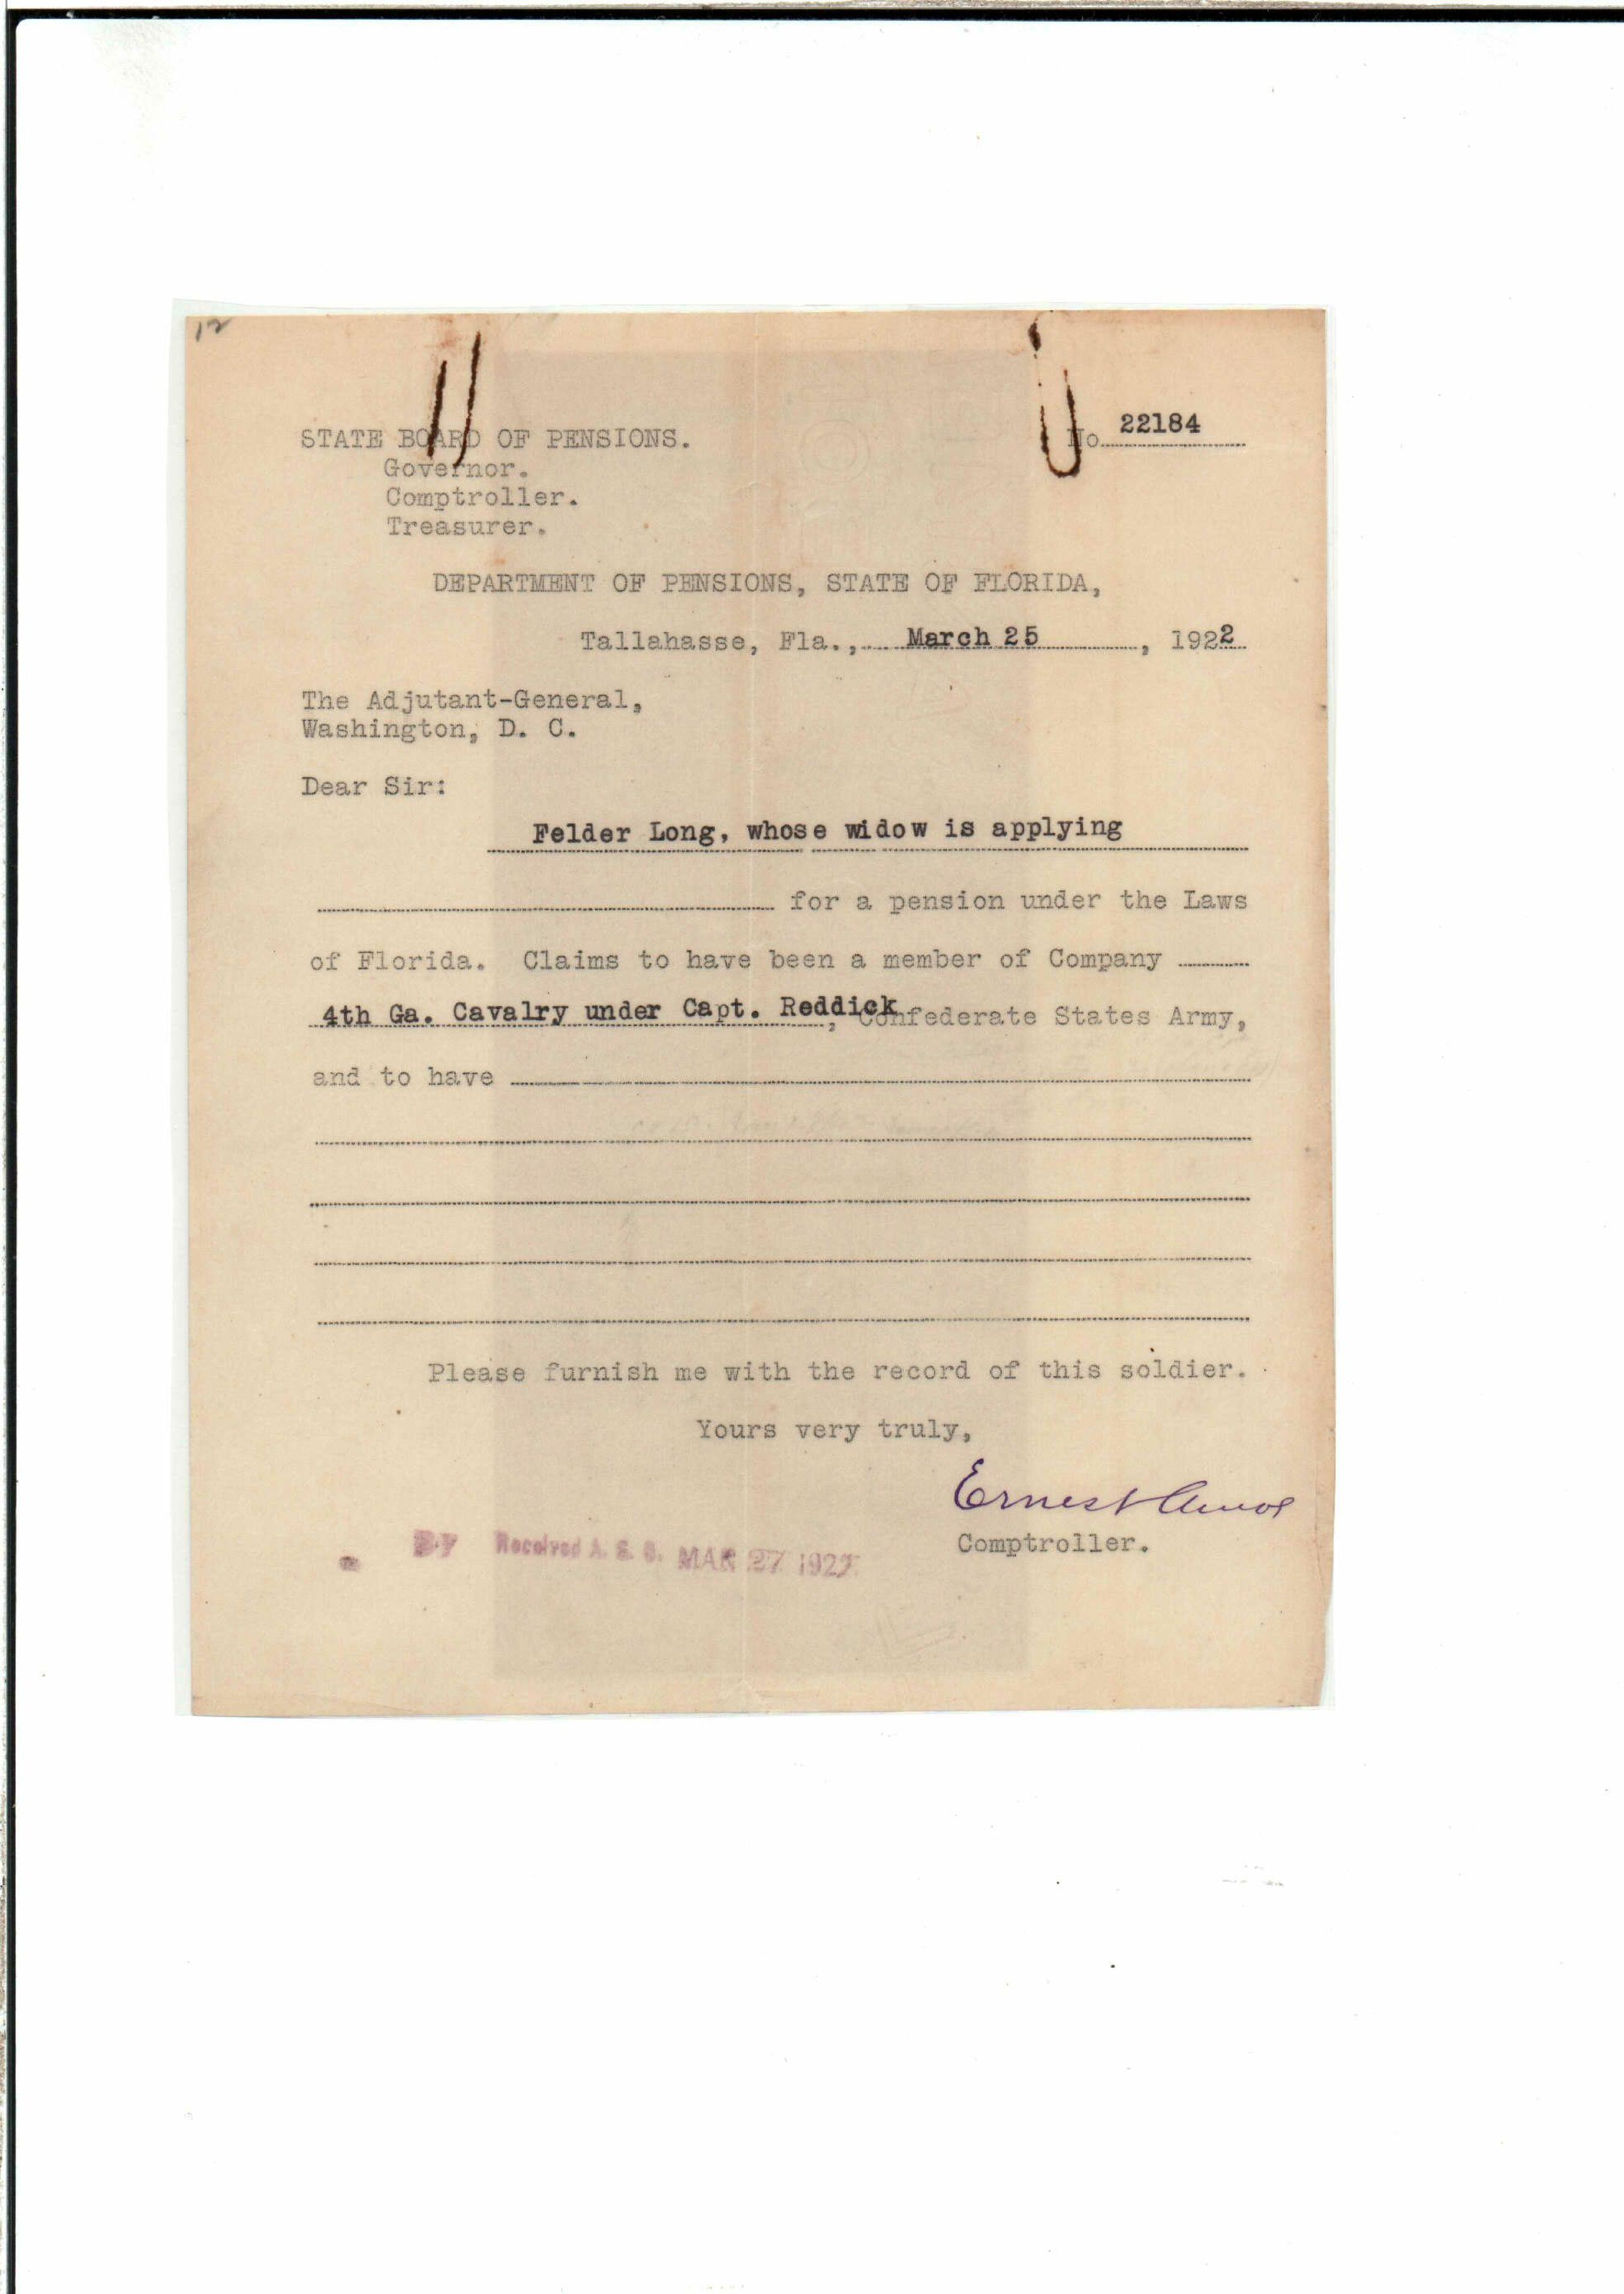 12
STATE BOARD OF PENSIONS.
No. 22184
Governor.
Comptroller.
Treasurer.
DEPARTMENT OF PENSIONS, STATE OF FLORIDA,
Tallahasse, Fla., March 25, 1922
The Adjutant-General,
Washington, D. C.
Dear Sir:
Felder Long, whose widow is applying
for a pension under the Laws
of Florida. Claims to have been a member of Company
4th Ga. Cavalry under Capt. Reddick, Confederate States Army,
and to have
Please furnish me with the record of this soldier.
Yours very truly,
Ernest Amos
Comptroller.
Received A. G. O. MAR 27 1922